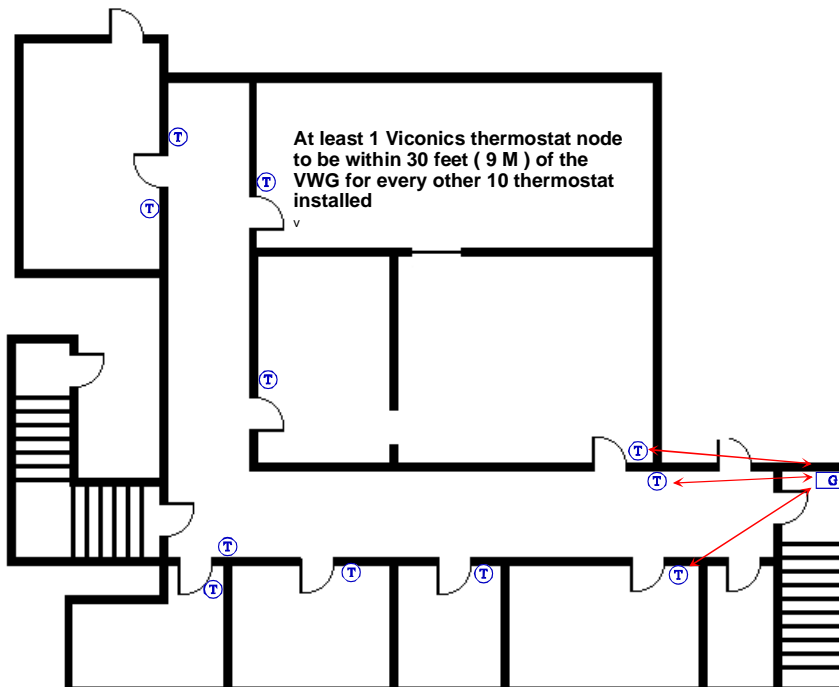 T
At least 1 Viconics thermostat node
to be within 30 feet ( 9 M ) of the
VWG for every other 10 thermostat
installed
v
T
T
T
T
T
G
T
T
T
T
T